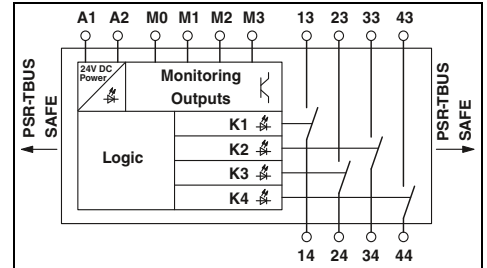 A1 A2 M0 M1 M2 M3 13 23 33 43
24V DC
Power
Monitoring
Outputs
PSR-TBUS
SAFE
Logic
K1
K2
K3
K4
PSR-TBUS
SAFE
14 24 34 44